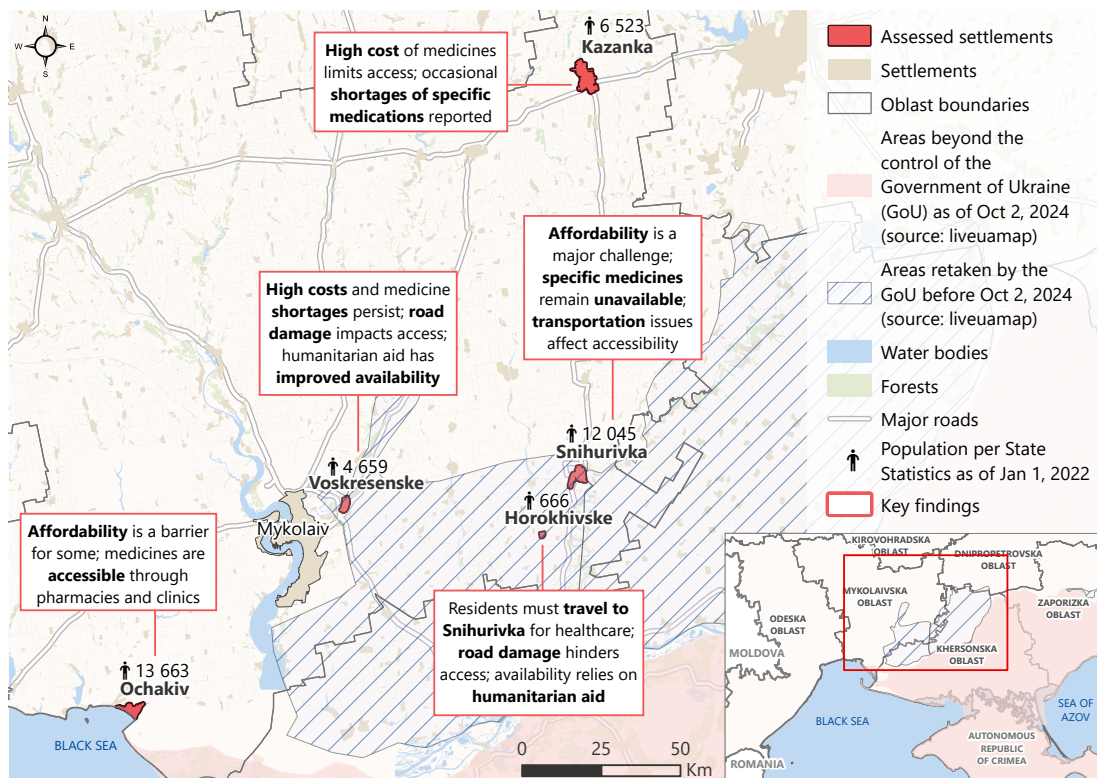 N
W
E
S
6 523
Kazanka
High cost of medicines
limits access; occasional
shortages of specific
medications reported
Affordability is a
major challenge;
specific medicines
remain unavailable;
transportation issues
affect accessibility
High costs and medicine
shortages persist; road
damage impacts access;
humanitarian aid has
improved availability
12 045
Snihurivka
4 659
Voskresenske
666
Horokhivske
Mykolaiv
Affordability is a barrier
for some; medicines are
accessible through
pharmacies and clinics
Residents must travel to
Snihurivka for healthcare;
road damage hinders
access; availability relies on
humanitarian aid
13 663
Ochakiv
BLACK SEA
0
25
50
Km
Assessed settlements
Settlements
Oblast boundaries
Areas beyond the
control of the
Government of Ukraine
(GoU) as of Oct 2, 2024
(source: liveuamap)
Areas retaken by the
GoU before Oct 2, 2024
(source: liveuamap)
Water bodies
Forests
Major roads
Population per State
Statistics as of Jan 1, 2022
Key findings
KIROVOHRADSKA
OBLAST
DNIPROPETROVSKA
OBLAST
MYKOLAIVSKA
OBLAST
ZAPORIZKA
OBLAST
ODESKA
OBLAST
KHERSONSKA
OBLAST
MOLDOVA
SEA OF
AZOV
BLACK SEA
AUTONOMOUS
REPUBLIC
OF CRIMEA
ROMANIA